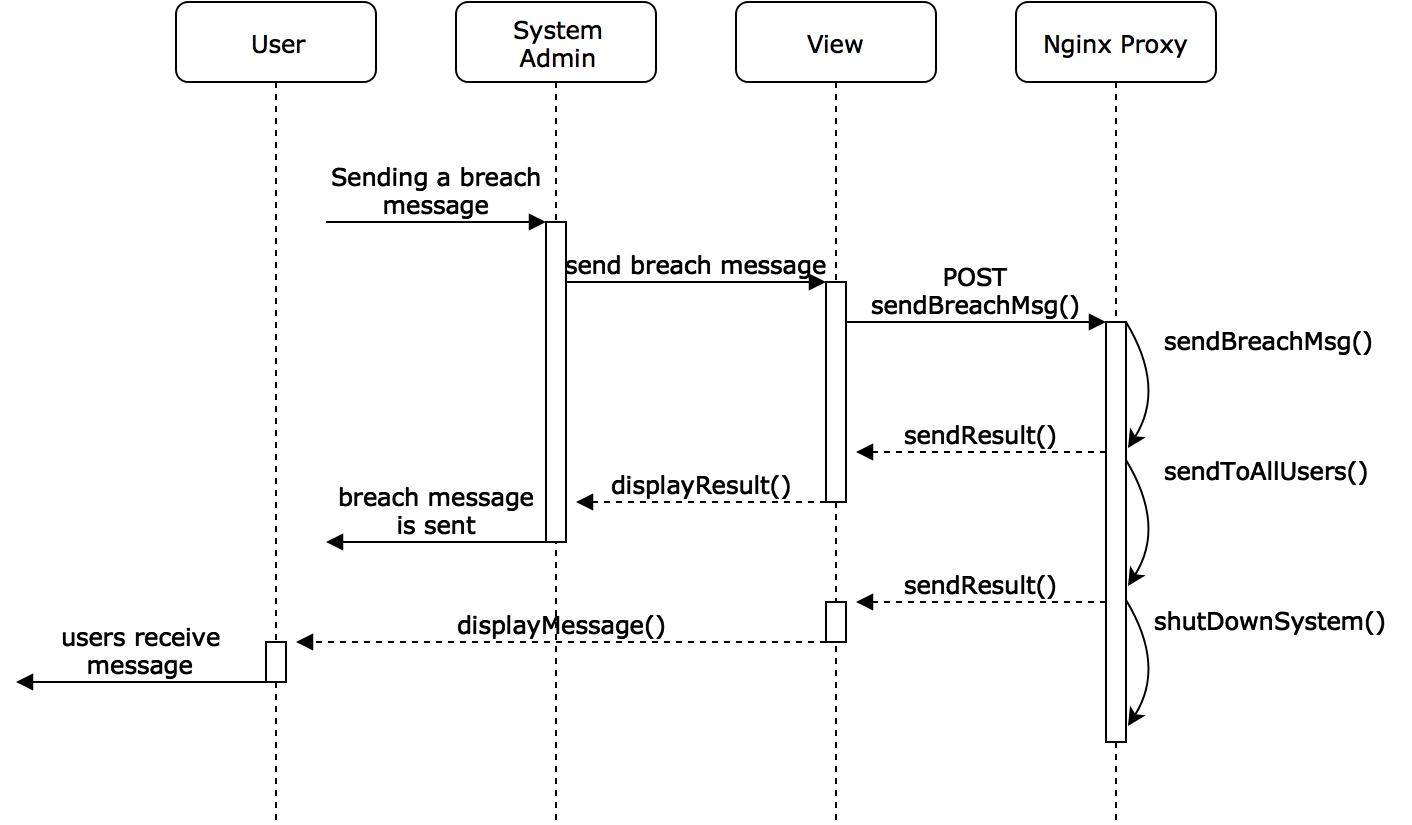 User
System
Admin
View
Nginx Proxy
Sending a breach
message
send breach message
POST
sendBreachMsg()
sendBreachMsg()
sendResult()
sendToAllUsers()
displayResult()
breach message
is sent
sendResult()
shutDownSystem()
displayMessage()
users receive
message